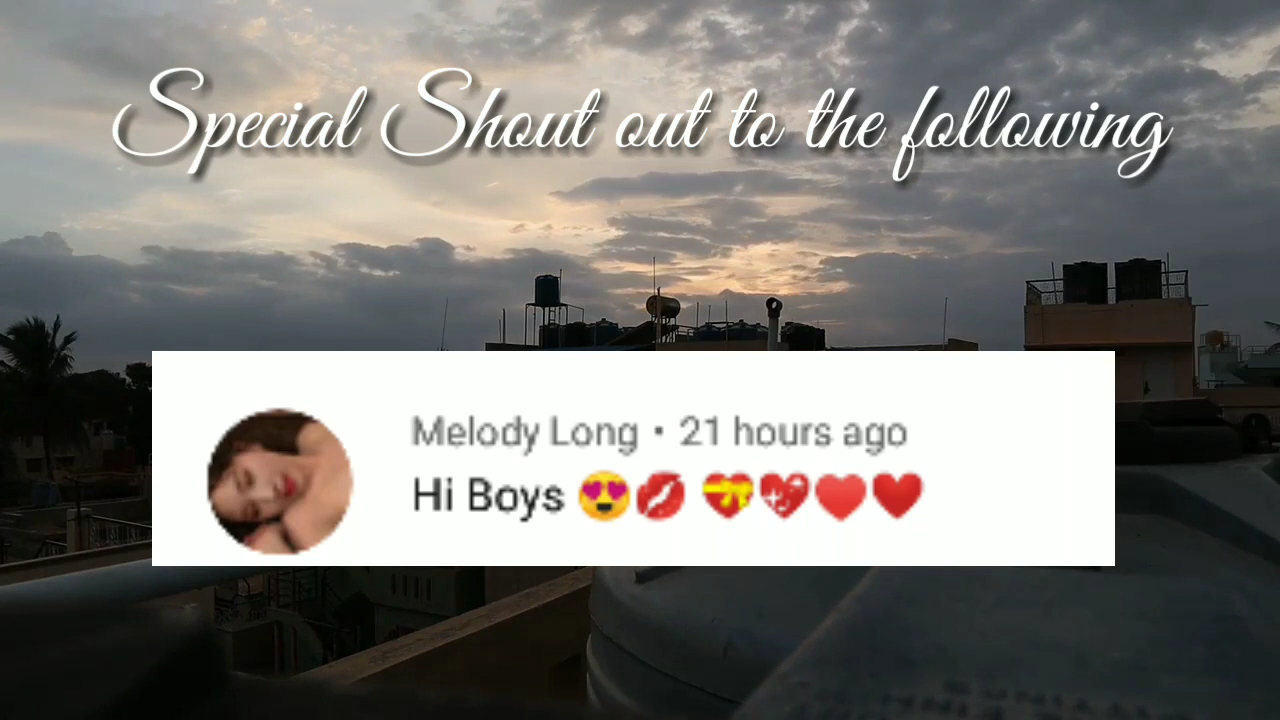 Special Shout out to the following
Melody Long • 21 hours ago
Hi Boys 😍💋 💝💖♥️❤️